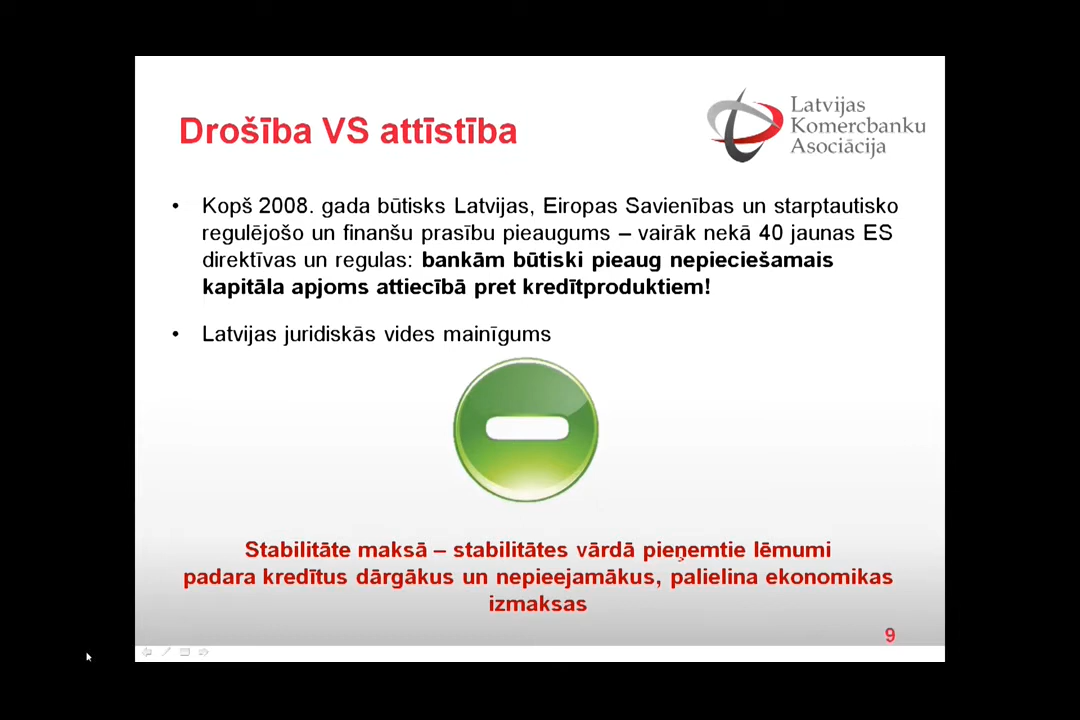 Drošība VS attīstība
Latvijas
Komercbanku
Asociācija
• Kopš 2008. gada būtisks Latvijas, Eiropas Savienības un starptautisko
regulējošo un finanšu prasību pieaugums – vairāk nekā 40 jaunas ES
direktīvas un regulas: bankām būtiski pieaug nepieciešamais
kapitāla apjoms attiecībā pret kredītproduktiem!
• Latvijas juridiskās vides mainīgums
Stabilitāte maksā – stabilitātes vārdā pieņemtie lēmumi
padara kredītus dārgākus un nepieejamākus, palielina ekonomikas
izmaksas
9